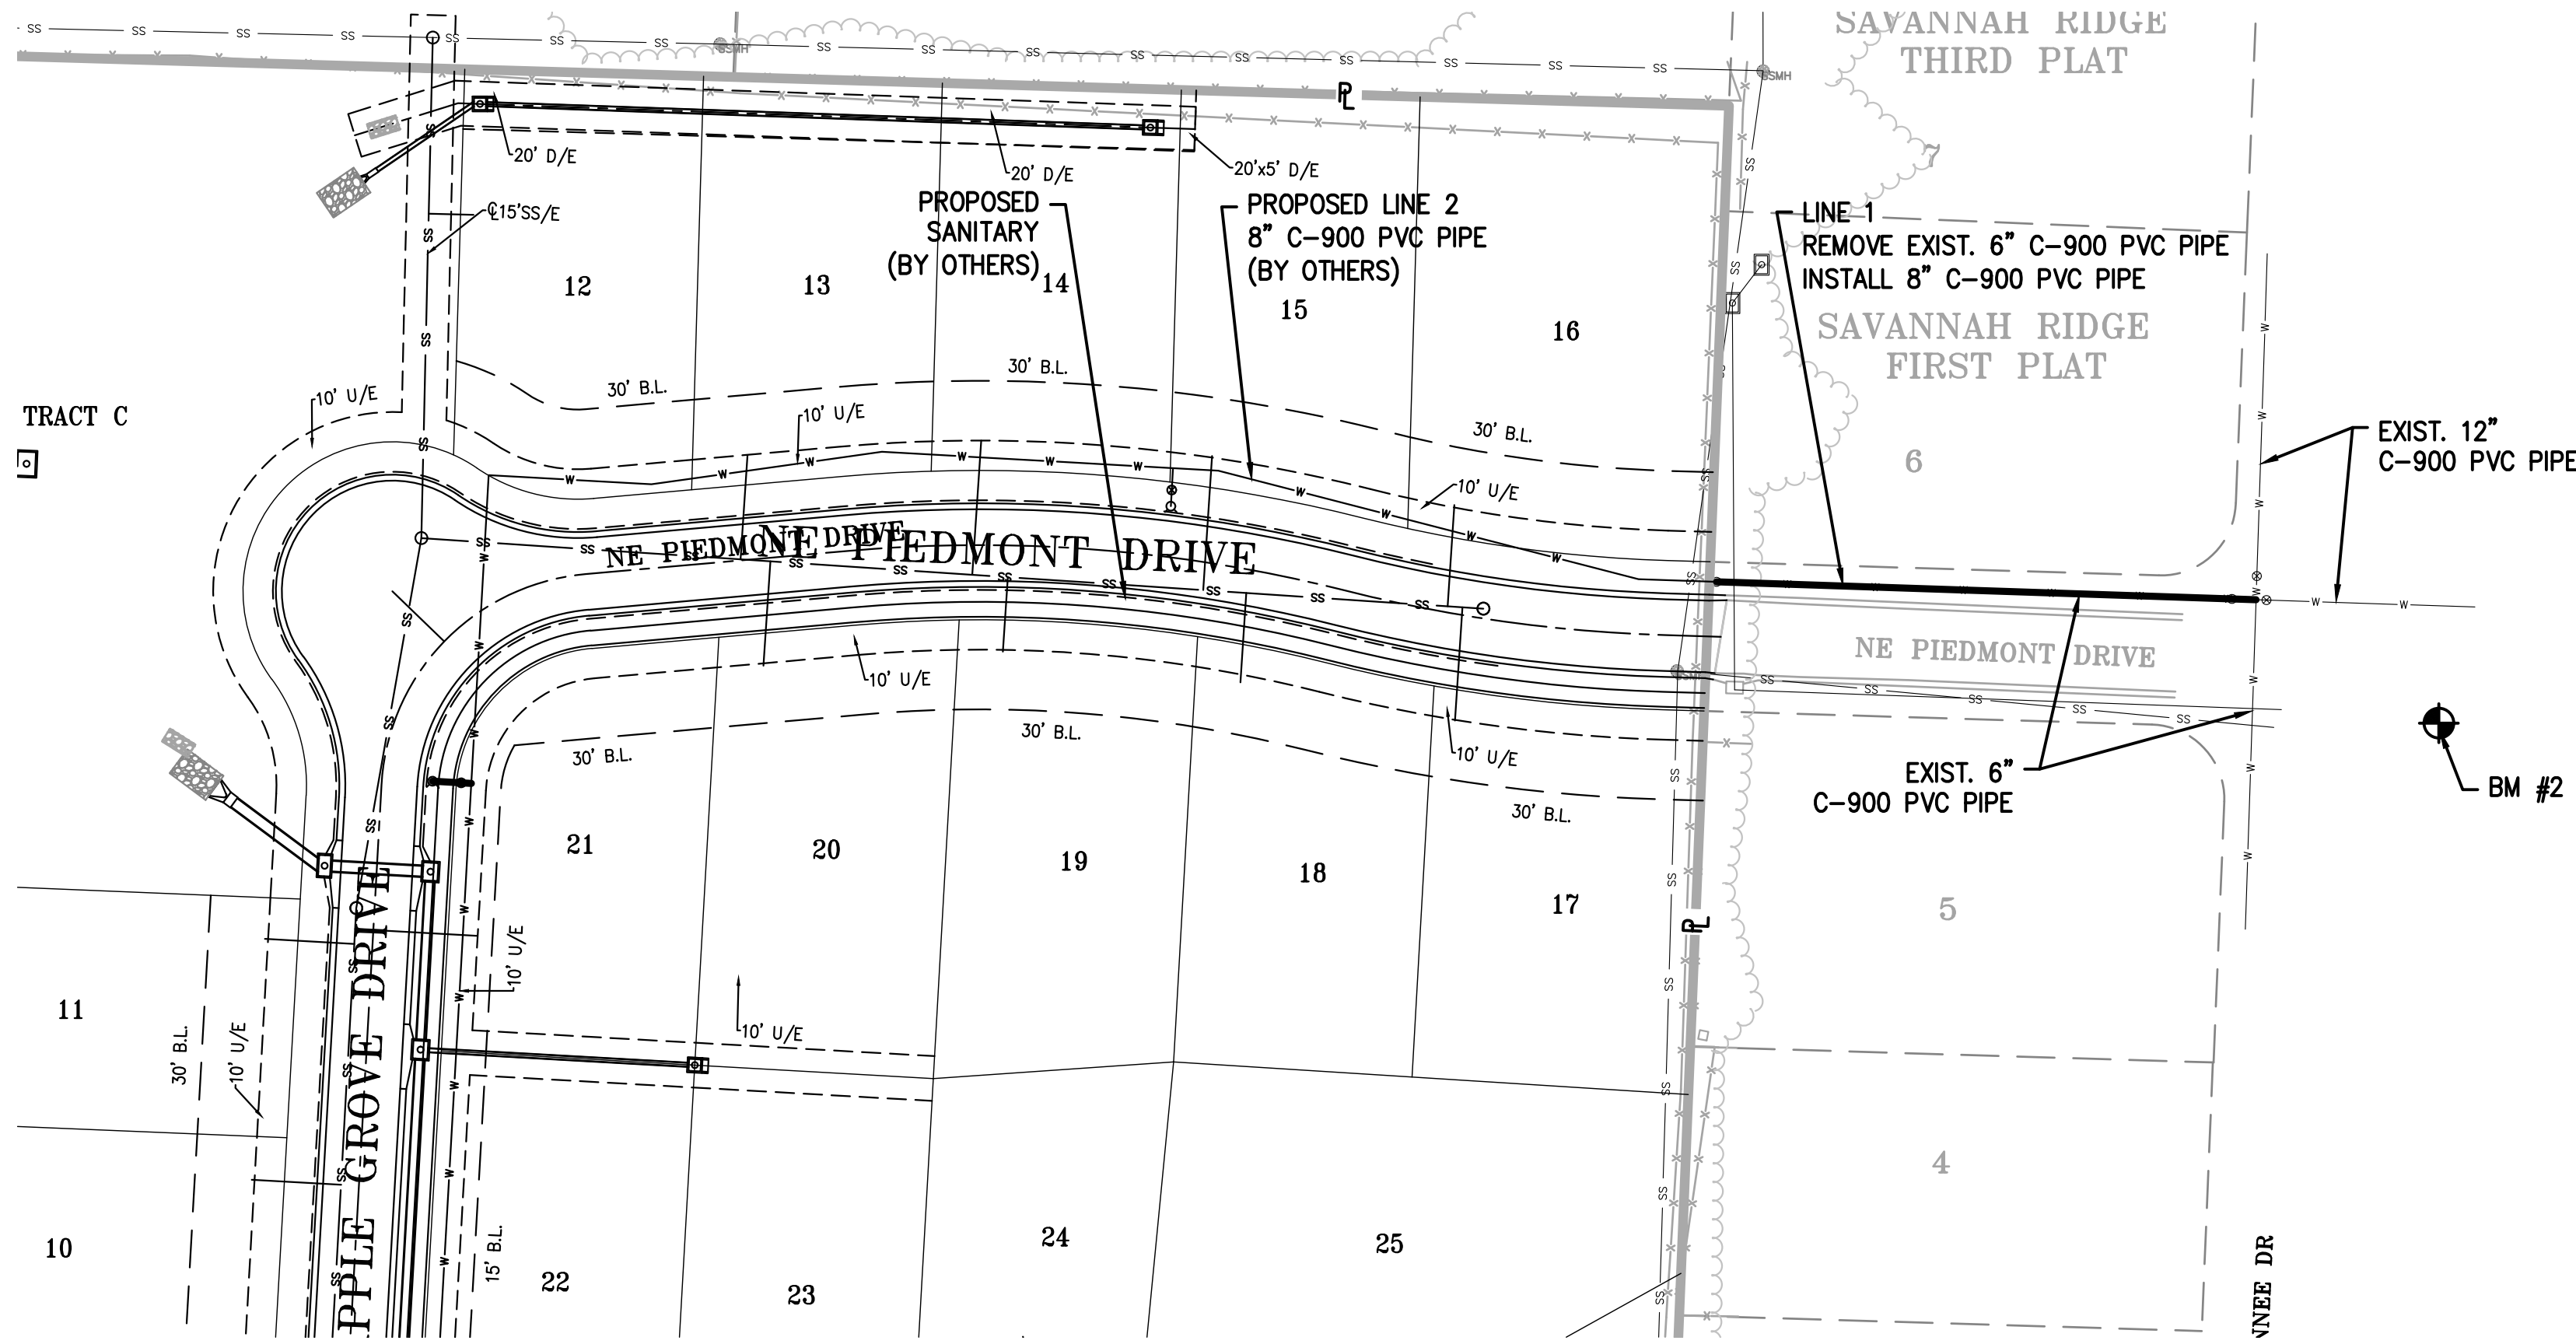 SAVANNAH RIDGE
THIRD PLAT
SSMH
SSMH
7
20' D/E
20' D/E
20'x5' D/E
℄15'SS/E
PROPOSED
SANITARY
(BY OTHERS)
PROPOSED LINE 2
8" C-900 PVC PIPE
(BY OTHERS)
LINE 1
REMOVE EXIST. 6" C-900 PVC PIPE
INSTALL 8" C-900 PVC PIPE
SAVANNAH RIDGE
FIRST PLAT
12
13
14
15
16
TRACT C
10' U/E
30' B.L.
30' B.L.
10' U/E
30' B.L.
10' U/E
6
EXIST. 12"
C-900 PVC PIPE
NE PIEDMONT DRIVE
NE PIEDMONT DRIVE
NE PIEDMONT DRIVE
10' U/E
30' B.L.
30' B.L.
10' U/E
30' B.L.
EXIST. 6"
C-900 PVC PIPE
BM #2
21
20
19
18
17
5
11
30' B.L.
10' U/E
10' U/E
10' U/E
PPLE GROVE DRIVE
15' B.L.
10
22
23
24
25
4
NNEE DR